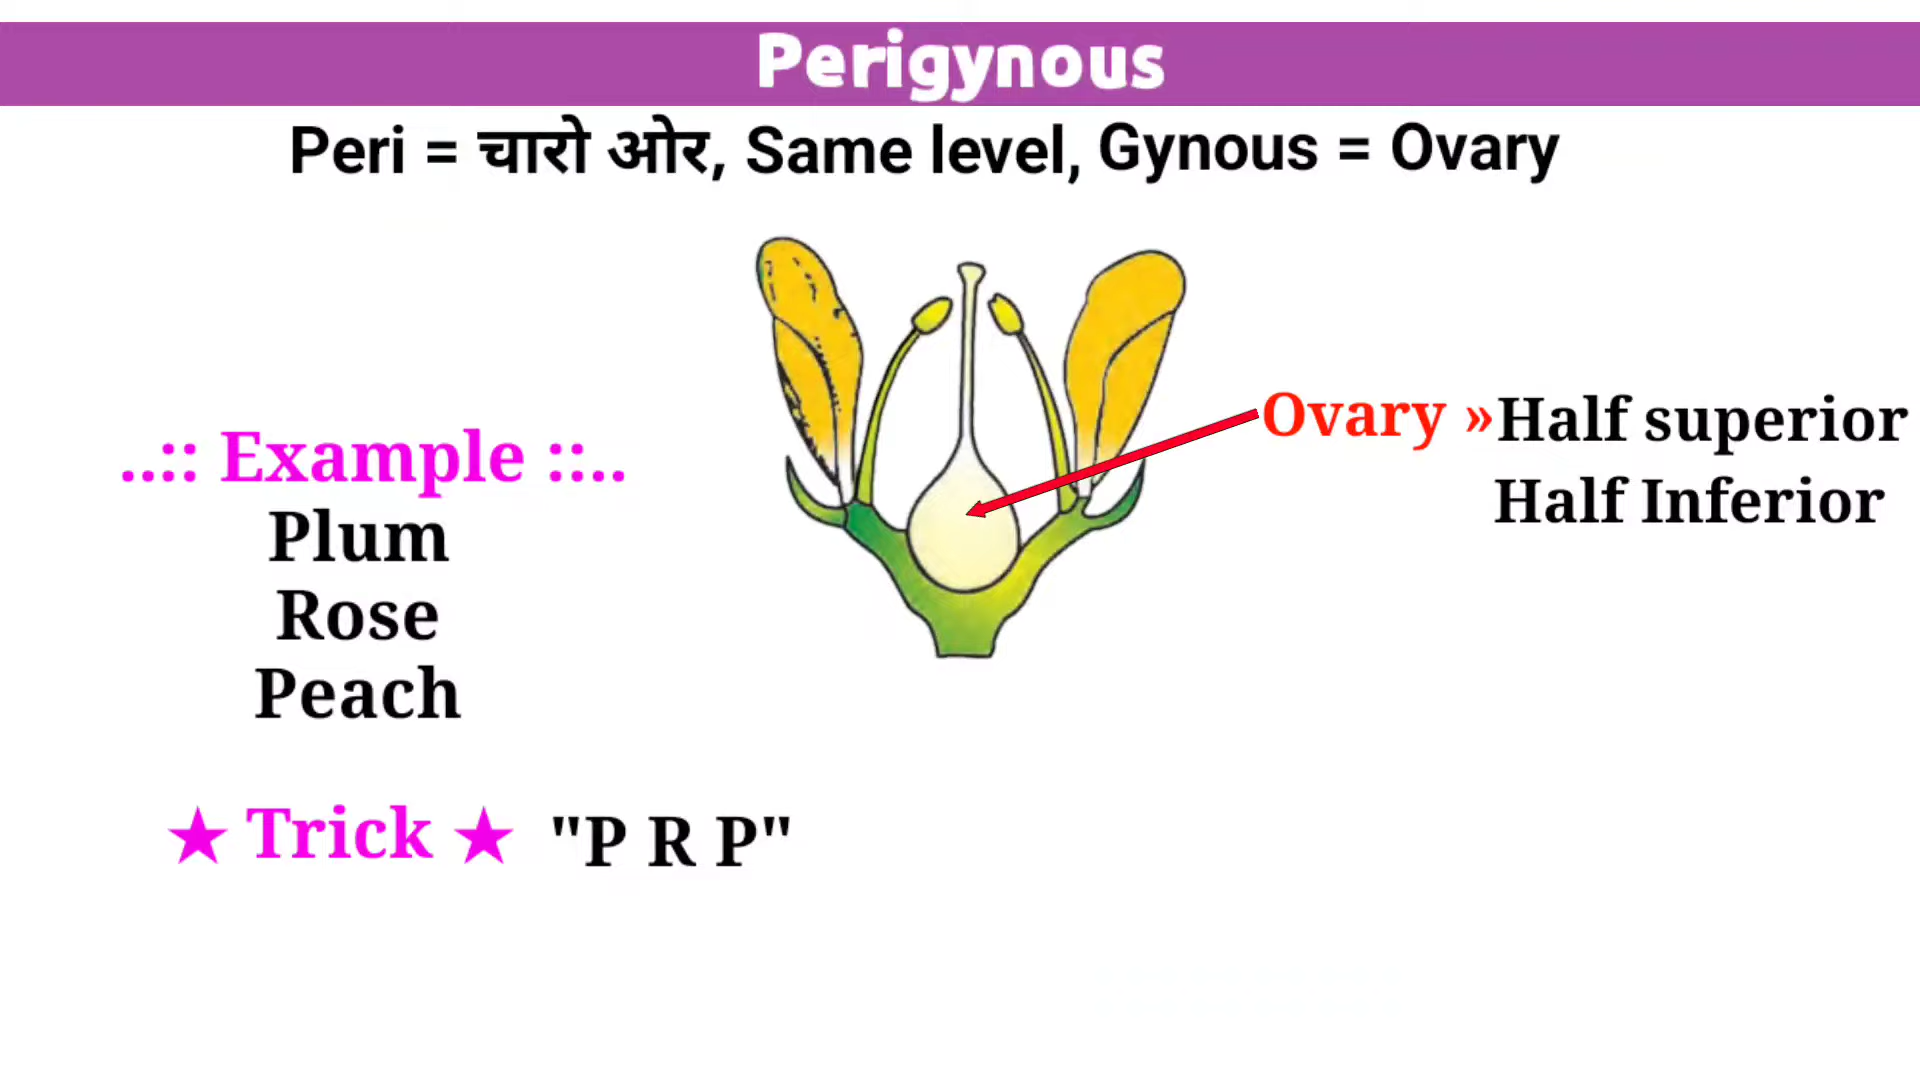 Perigynous
Peri = चारो ओर, Same level, Gynous = Ovary
Ovary »Half superior
Half Inferior
..:: Example ::..
Plum
Rose
Peach
★ Trick ★ "P R P"